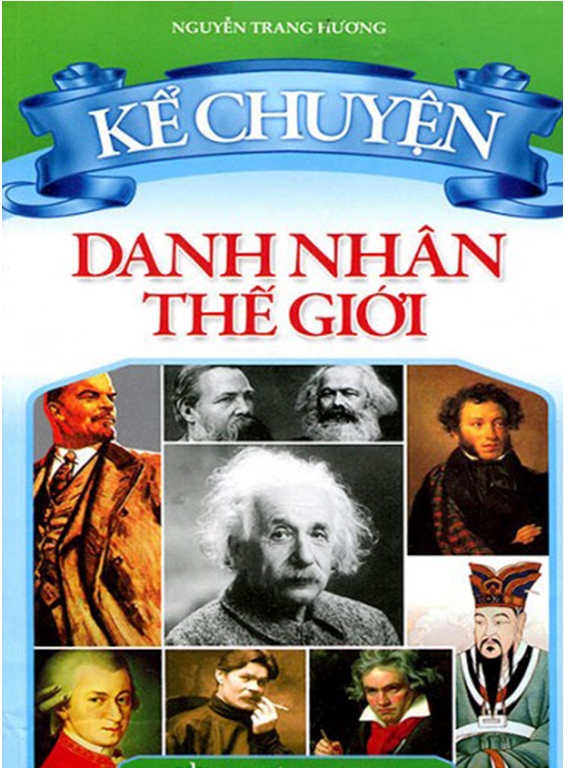 NGUYỄN TRANG HƯƠNG
KỂ CHUYỆN
DANH NHÂN
THẾ GIỚI